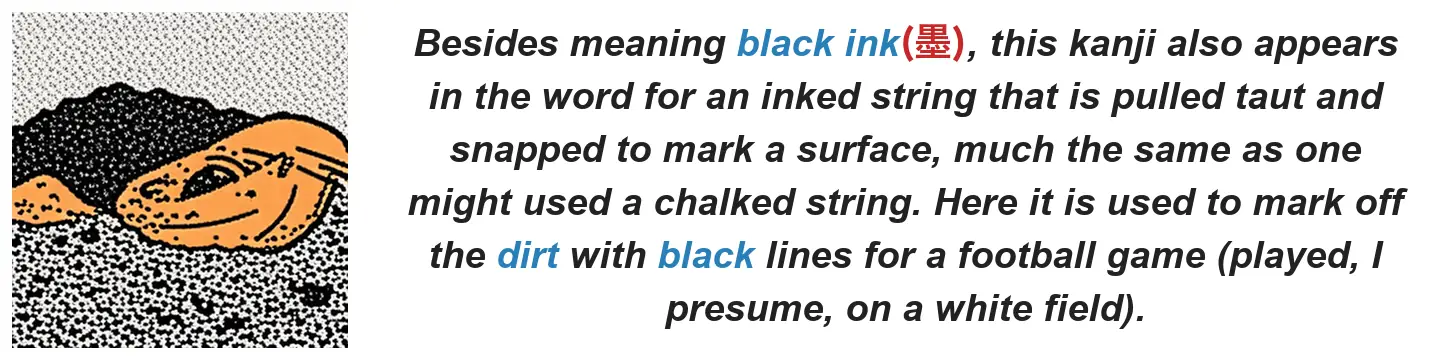 Besides meaning black ink(墨), this kanji also appears
in the word for an inked string that is pulled taut and
snapped to mark a surface, much the same as one
might used a chalked string. Here it is used to mark off
the dirt with black lines for a football game (played, I
presume, on a white field).